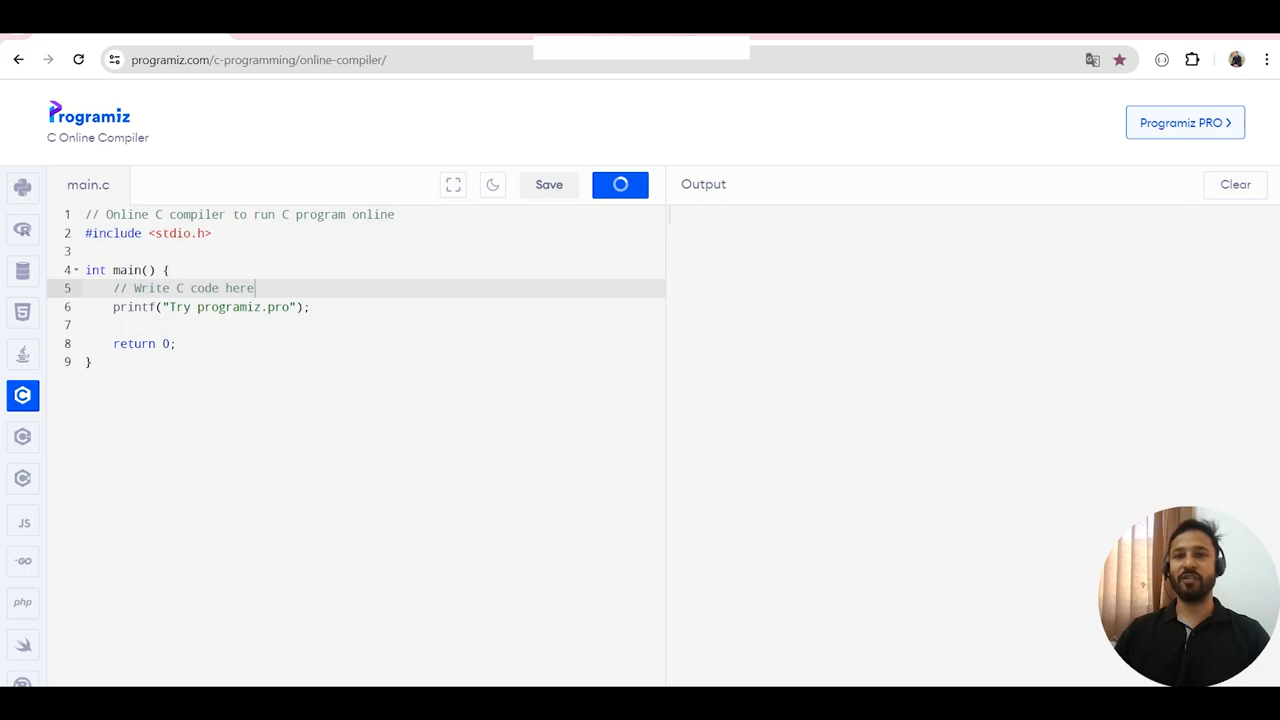 programiz.com/c-programming/online-compiler/
Programiz
C Online Compiler
Programiz PRO
main.c
Save
Output
Clear
1 // Online C compiler to run C program online
2 #include <stdio.h>
3
4 int main() {
5 // Write C code here
6 printf("Try programiz.pro");
7
8 return 0;
9 }
JS
GO
php